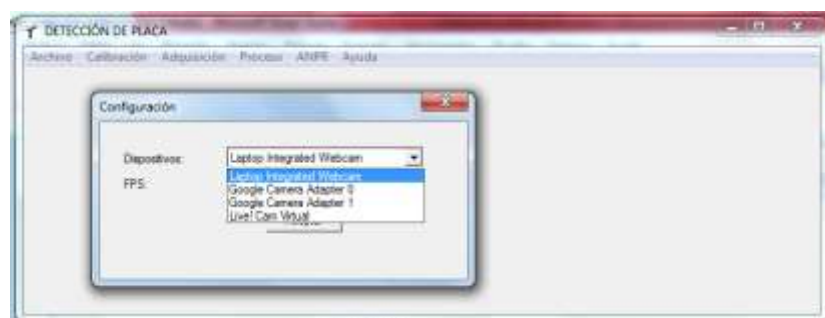 DETECCIÓN DE PLACA
Archivo Calibración Adquisición Proceso Ayuda
Configuración
Dispositivos: Laptop Integrated Webcam
Laptop Integrated Webcam
FPS: Google Camera Adapter 0
Google Camera Adapter 1
Live! Cam Virtual